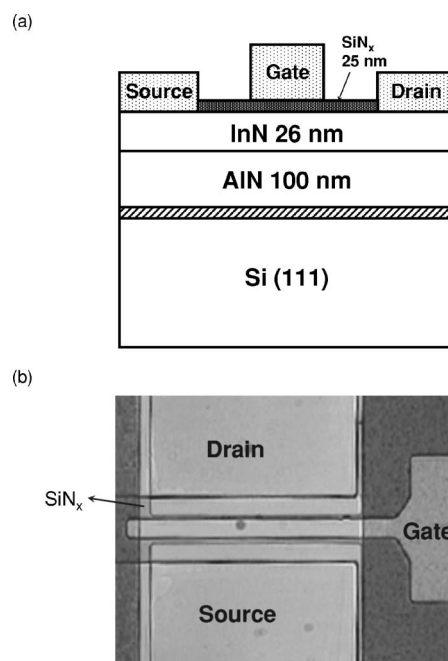 (a)
SiNx
25 nm
Gate
Source
Drain
InN 26 nm
AlN 100 nm
Si (111)
(b)
Drain
SiNx
Gate
Source